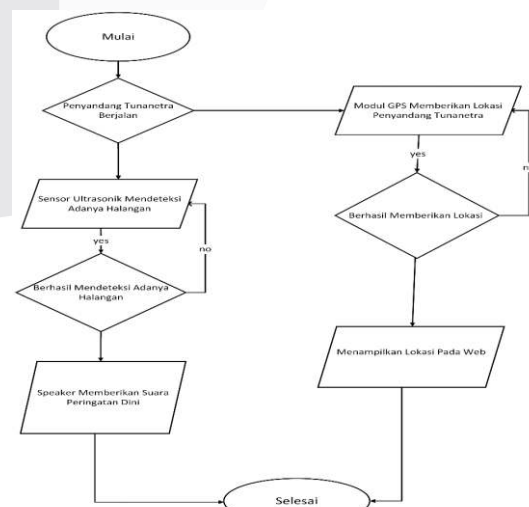 Mulai
Penyandang Tunanetra
Berjalan
Modul GPS Memberikan Lokasi
Penyandang Tunanetra
yes
n
Sensor Ultrasonik Mendeteksi
Adanya Halangan
Berhasil Memberikan Lokasi
yes
no
Berhasil Mendeteksi Adanya
Halangan
Menampilkan Lokasi Pada Web
Speaker Memberikan Suara
Peringatan Dini
Selesai